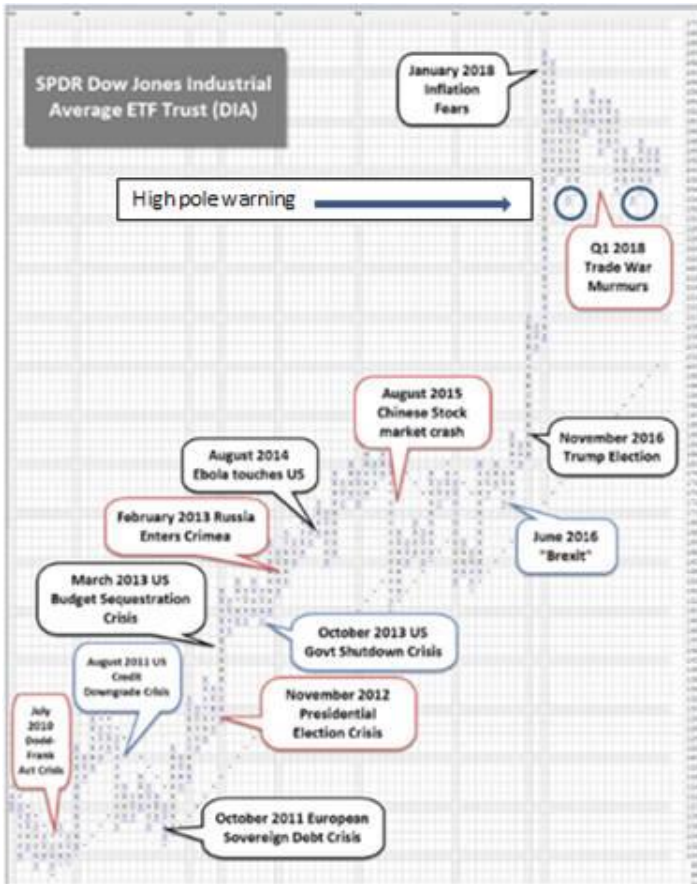 SPDR Dow Jones Industrial
Average ETF Trust (DIA)
January 2018
Inflation
Fears
High pole warning
Q1 2018
Trade War
Murmurs
August 2015
Chinese Stock
market crash
November 2016
Trump Election
August 2014
Ebola touches US
February 2013 Russia
Enters Crimea
June 2016
"Brexit"
March 2013 US
Budget Sequestration
Crisis
October 2013 US
Govt Shutdown Crisis
August 2011 US
Credit
Downgrade Crisis
November 2012
Presidential
Election Crisis
July
2010
Dodd-
Frank
Act Crisis
October 2011 European
Sovereign Debt Crisis